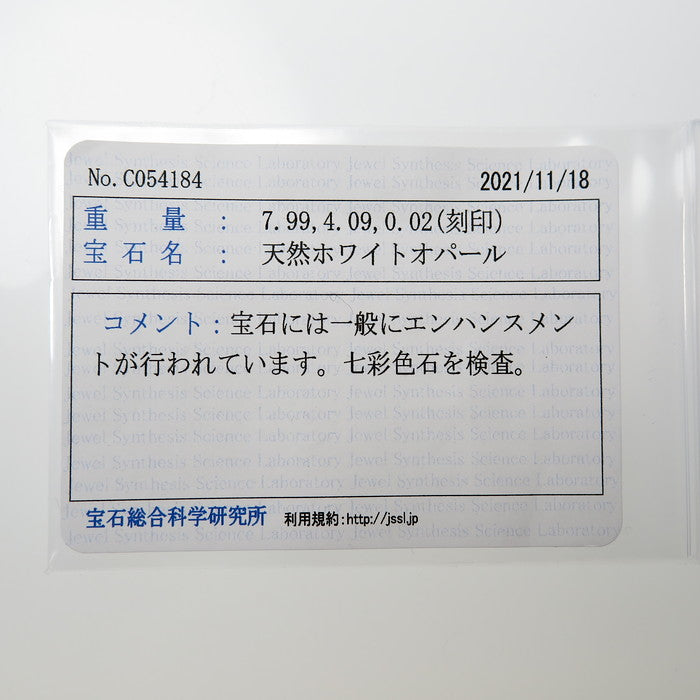 No.C054184 2021/11/18
重量 : 7.99,4.09,0.02(刻印)
宝石名 : 天然ホワイトオパール
コメント:宝石には一般にエンハンスメン
トが行われています。七彩色石を検査。
宝石総合科学研究所 利用規約:http://jssl.jp
Jewel Synthesis Science Laboratory